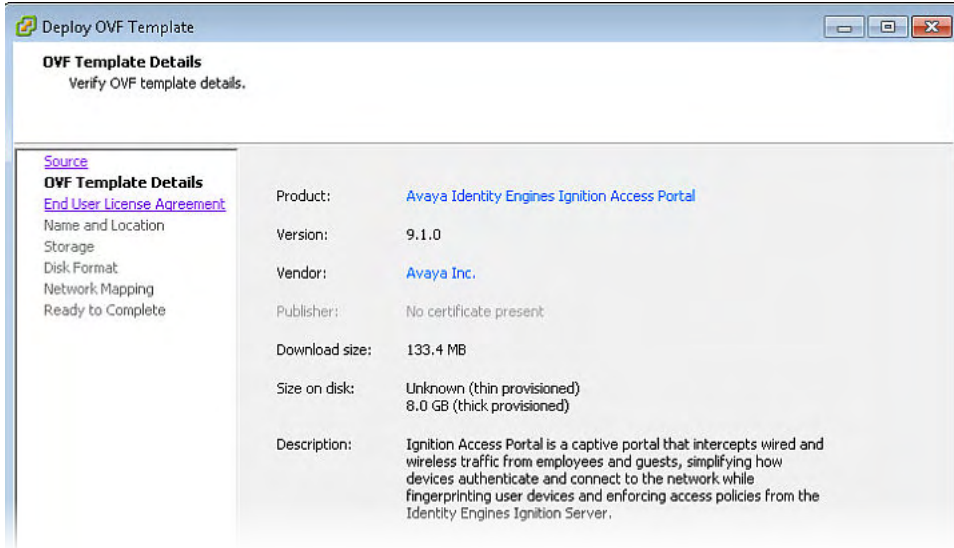 Deploy OVF Template
OVF Template Details
Verify OVF template details.
Source
OVF Template Details
End User License Agreement
Name and Location
Storage
Disk Format
Network Mapping
Ready to Complete
Product: Avaya Identity Engines Ignition Access Portal
Version: 9.1.0
Vendor: Avaya Inc.
Publisher: No certificate present
Download size: 133.4 MB
Size on disk: Unknown (thin provisioned)
8.0 GB (thick provisioned)
Description: Ignition Access Portal is a captive portal that intercepts wired and
wireless traffic from employees and guests, simplifying how
devices authenticate and connect to the network while
fingerprinting user devices and enforcing access policies from the
Identity Engines Ignition Server.